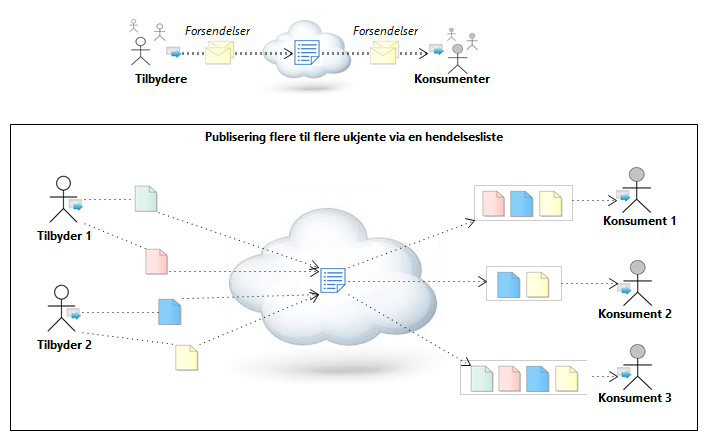 Forsendelser
Forsendelser
Tilbydere
Konsumenter
Publisering flere til flere ukjente via en hendelsesliste
Tilbyder 1
Konsument 1
Tilbyder 2
Konsument 2
Konsument 3